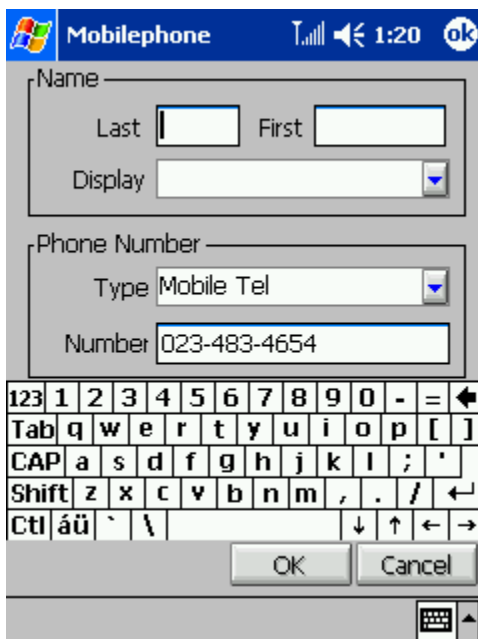 Mobilephone 1:20 ok
Name
Last First
Display
Phone Number
Type Mobile Tel
Number 023-483-4654
123 1 2 3 4 5 6 7 8 9 0 - =
Tab q w e r t y u i o p [ ]
CAP a s d f g h j k l ; '
Shift z x c v b n m , . /
Ctl áü ` \
OK Cancel